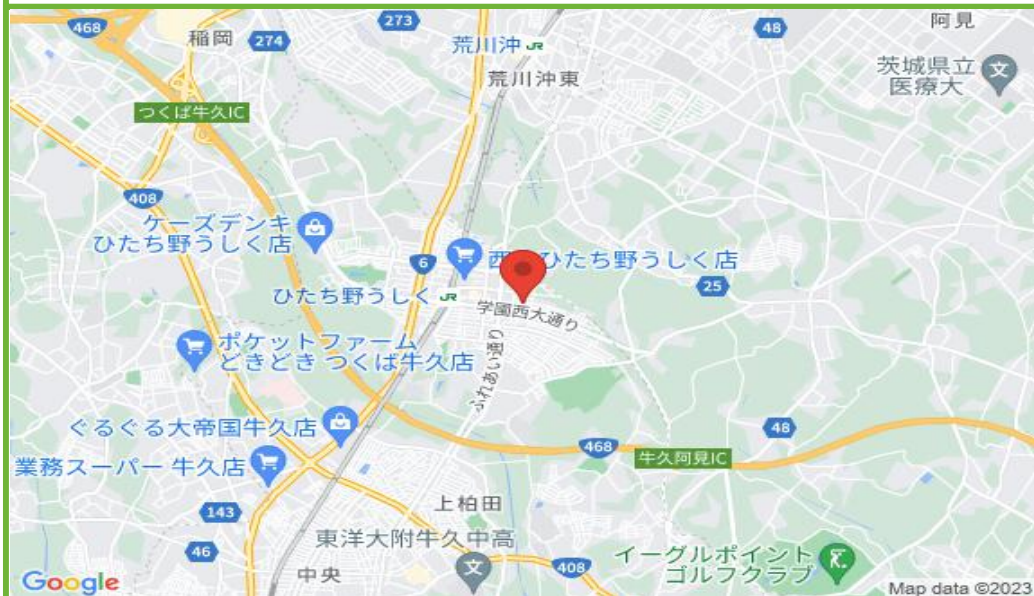 468
273
稲岡
274
荒川沖
JR
48
阿見
荒川沖東
茨城県立
医療大
文
つくば牛久IC
408
ケーズデンキ
ひたち野うしく店
6
西
ひたち野うしく店
25
ひたち野うしく
JR
学園西大通り
ポケットファーム
どきどき つくば牛久店
ふれあい通り
ぐるぐる大帝国牛久店
業務スーパー 牛久店
468
48
牛久阿見IC
143
上柏田
46
東洋大附牛久中高
文
408
イーグルポイント
ゴルフクラブ
中央
Google
Map data ©2023